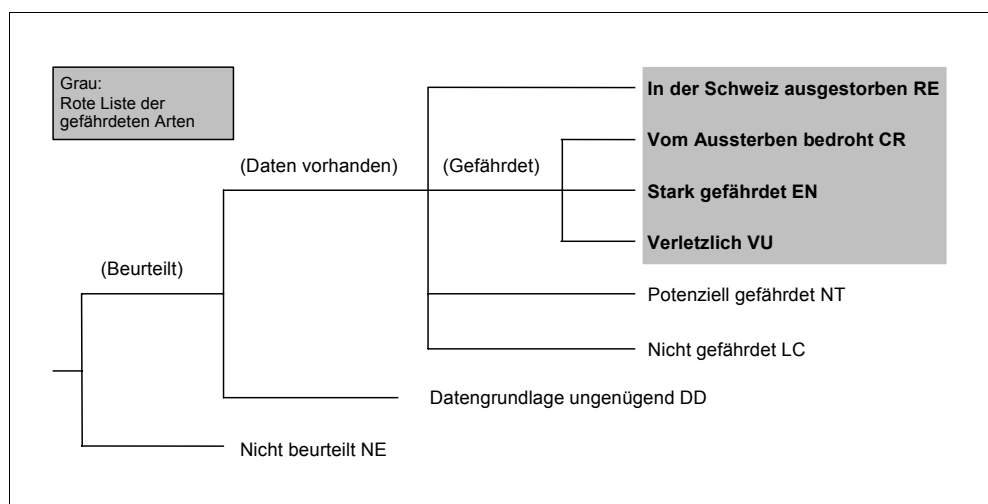 Grau:
Rote Liste der
gefährdeten Arten
In der Schweiz ausgestorben RE
Vom Aussterben bedroht CR
(Daten vorhanden)
(Gefährdet)
Stark gefährdet EN
Verletzlich VU
(Beurteilt)
Potenziell gefährdet NT
Nicht gefährdet LC
Datengrundlage ungenügend DD
Nicht beurteilt NE